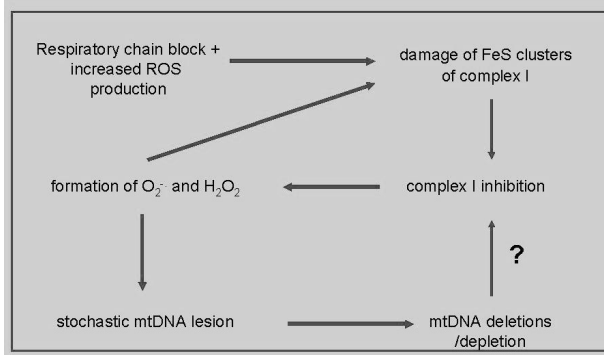 Respiratory chain block +
increased ROS
production
damage of FeS clusters
of complex I
formation of O₂⁻· and H₂O₂
complex I inhibition
?
stochastic mtDNA lesion
mtDNA deletions
/depletion